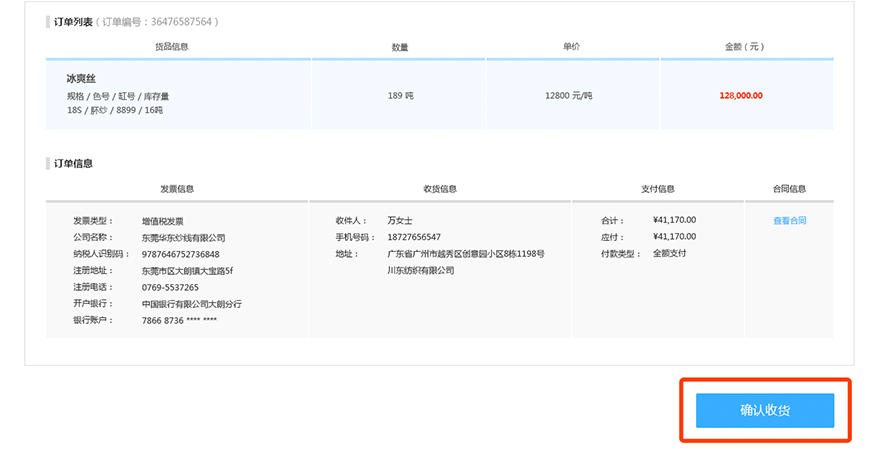 订单列表（订单编号：36476587564）
货品信息 数量 单价 金额（元）
冰爽丝
规格 / 色号 / 缸号 / 库存量
18S / 胚纱 / 8899 / 16吨
189 吨 12800 元/吨 128,000.00
订单信息
发票信息 收货信息 支付信息 合同信息
发票类型： 增值税发票
公司名称： 东莞华东纱线有限公司
纳税人识别码： 9787646752736848
注册地址： 东莞市区大朗镇大宝路5f
注册电话： 0769-5537265
开户银行： 中国银行有限公司大朗分行
银行账户： 7866 8736 **** ****
收件人： 万女士
手机号码： 18727656547
地址： 广东省广州市越秀区创意园小区8栋1198号
川东纺织有限公司
合计： ¥41,170.00
应付： ¥41,170.00
付款类型： 全额支付
查看合同
确认收货